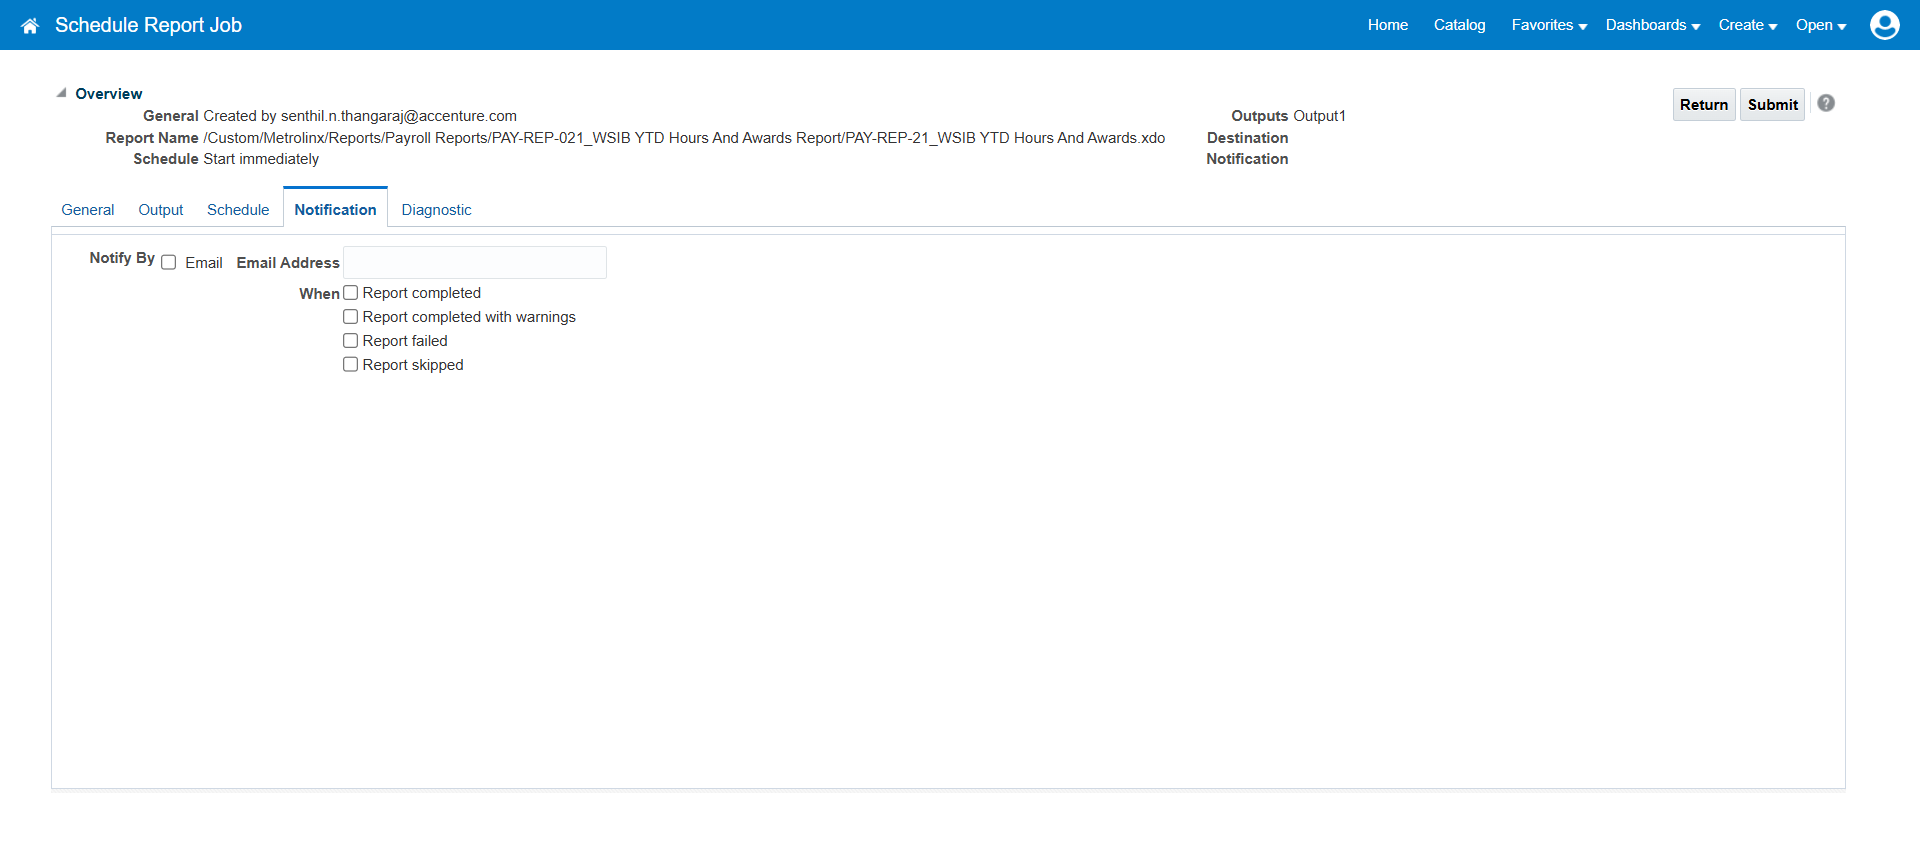 Schedule Report Job
Home Catalog Favorites Dashboards Create Open
Overview
General Created by senthil.n.thangaraj@accenture.com
Report Name /Custom/Metrolinx/Reports/Payroll Reports/PAY-REP-021_WSIB YTD Hours And Awards Report/PAY-REP-21_WSIB YTD Hours And Awards.xdo
Schedule Start immediately
Outputs Output1
Destination
Notification
Return Submit ?
General Output Schedule Notification Diagnostic
Notify By Email Email Address
When Report completed
Report completed with warnings
Report failed
Report skipped